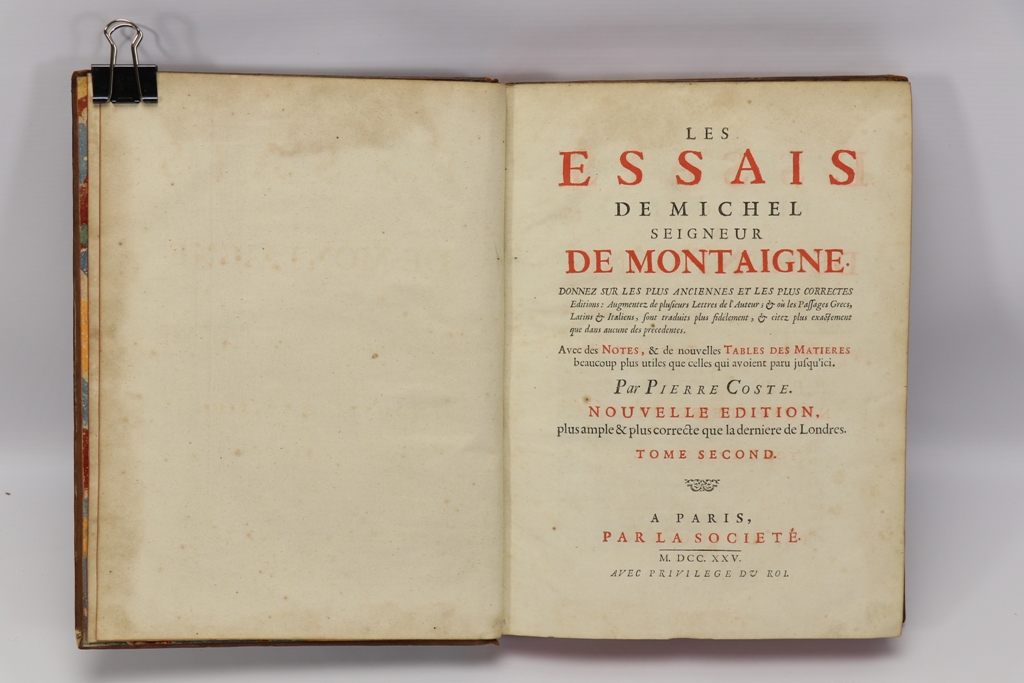 LES
ESSAIS
DE MICHEL
SEIGNEUR
DE MONTAIGNE.
DONNEZ SUR LES PLUS ANCIENNES ET LES PLUS CORRECTES
Editions: Augmentez de plusieurs Lettres de l'Auteur; & où les Passages Grecs,
Latins & Italiens, sont traduits plus fidélement, & citez plus exactement
que dans aucune des précedentes.
Avec des NOTES, & de nouvelles TABLES DES MATIERES
beaucoup plus utiles que celles qui avoient paru jusqu'ici.
Par PIERRE COSTE.
NOUVELLE EDITION,
plus ample & plus correcte que la derniere de Londres.
TOME SECOND.
A PARIS,
PAR LA SOCIETÉ.
M. DCC. XXV.
AVEC PRIVILEGE DU ROI.